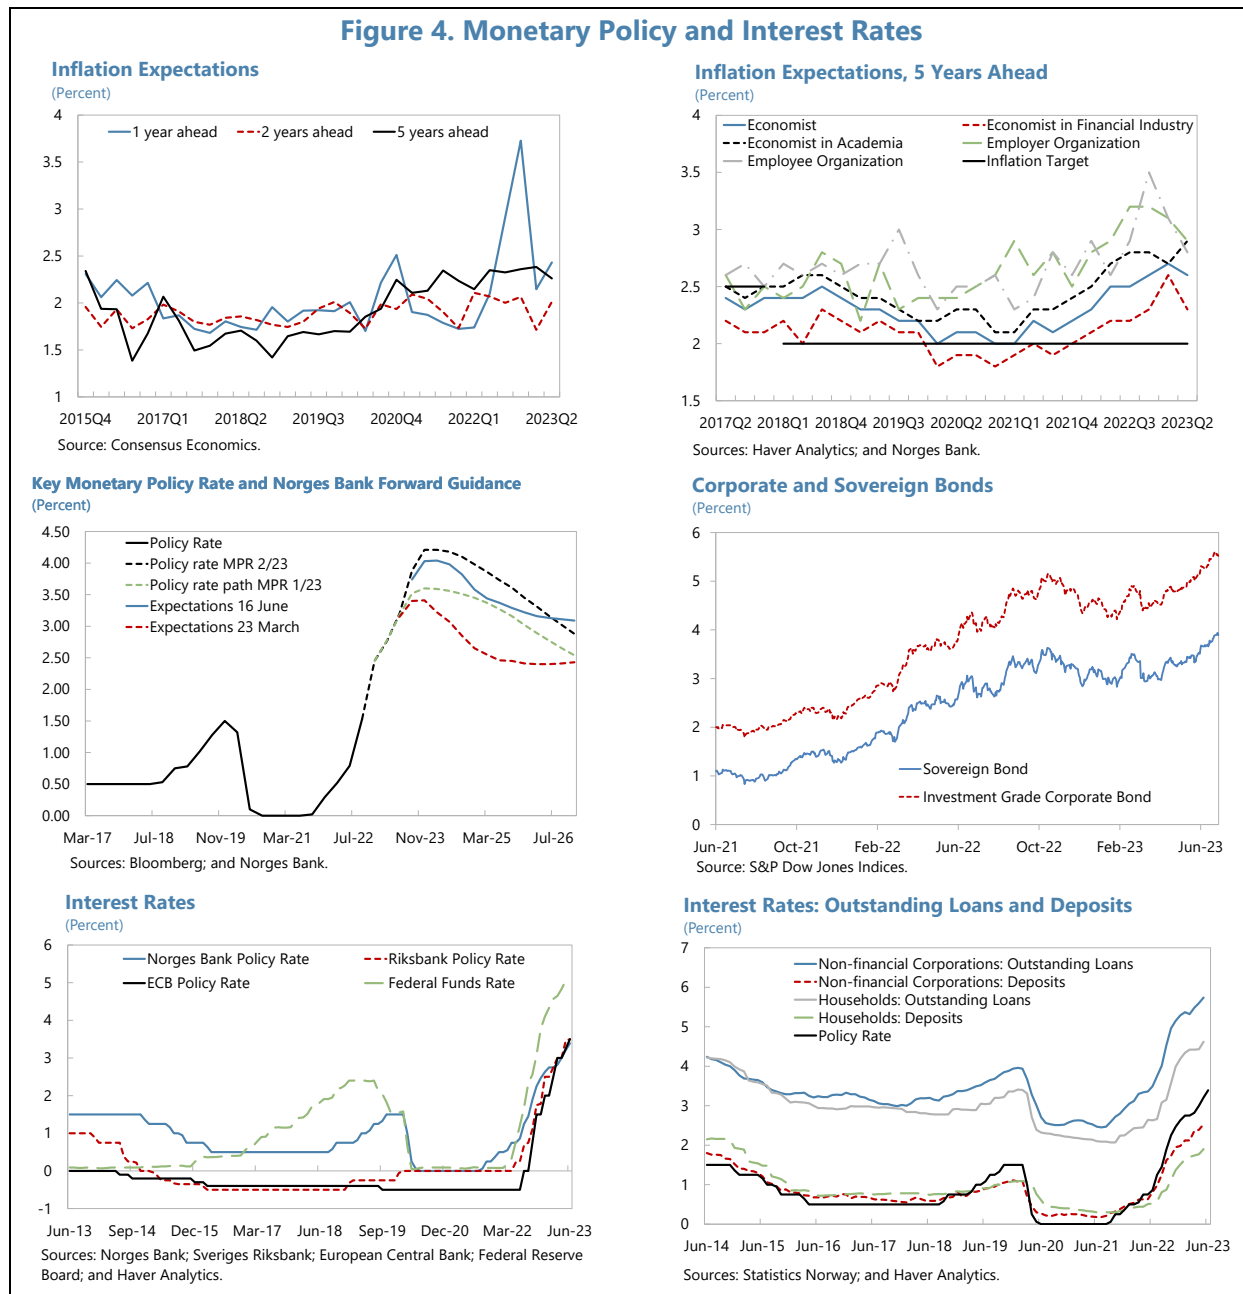 Figure 4. Monetary Policy and Interest Rates
Inflation Expectations
(Percent)
4
3.5
3
2.5
2
1.5
1
1 year ahead
2 years ahead
5 years ahead
2015Q4
2017Q1
2018Q2
2019Q3
2020Q4
2022Q1
2023Q2
Source: Consensus Economics.
Inflation Expectations, 5 Years Ahead
(Percent)
4
3.5
3
2.5
2
1.5
Economist
Economist in Financial Industry
Economist in Academia
Employer Organization
Employee Organization
Inflation Target
2017Q2
2018Q1
2018Q4
2019Q3
2020Q2
2021Q1
2021Q4
2022Q3
2023Q2
Sources: Haver Analytics; and Norges Bank.
Key Monetary Policy Rate and Norges Bank Forward Guidance
(Percent)
4.50
4.00
3.50
3.00
2.50
2.00
1.50
1.00
0.50
0.00
Policy Rate
Policy rate MPR 2/23
Policy rate path MPR 1/23
Expectations 16 June
Expectations 23 March
Mar-17
Jul-18
Nov-19
Mar-21
Jul-22
Nov-23
Mar-25
Jul-26
Sources: Bloomberg; and Norges Bank.
Corporate and Sovereign Bonds
(Percent)
6
5
4
3
2
1
0
Sovereign Bond
Investment Grade Corporate Bond
Jun-21
Oct-21
Feb-22
Jun-22
Oct-22
Feb-23
Jun-23
Source: S&P Dow Jones Indices.
Interest Rates
(Percent)
6
5
4
3
2
1
0
-1
Norges Bank Policy Rate
Riksbank Policy Rate
ECB Policy Rate
Federal Funds Rate
Jun-13
Sep-14
Dec-15
Mar-17
Jun-18
Sep-19
Dec-20
Mar-22
Jun-23
Sources: Norges Bank; Sveriges Riksbank; European Central Bank; Federal Reserve
Board; and Haver Analytics.
Interest Rates: Outstanding Loans and Deposits
(Percent)
7
6
5
4
3
2
1
0
Non-financial Corporations: Outstanding Loans
Non-financial Corporations: Deposits
Households: Outstanding Loans
Households: Deposits
Policy Rate
Jun-14
Jun-15
Jun-16
Jun-17
Jun-18
Jun-19
Jun-20
Jun-21
Jun-22
Jun-23
Sources: Statistics Norway; and Haver Analytics.